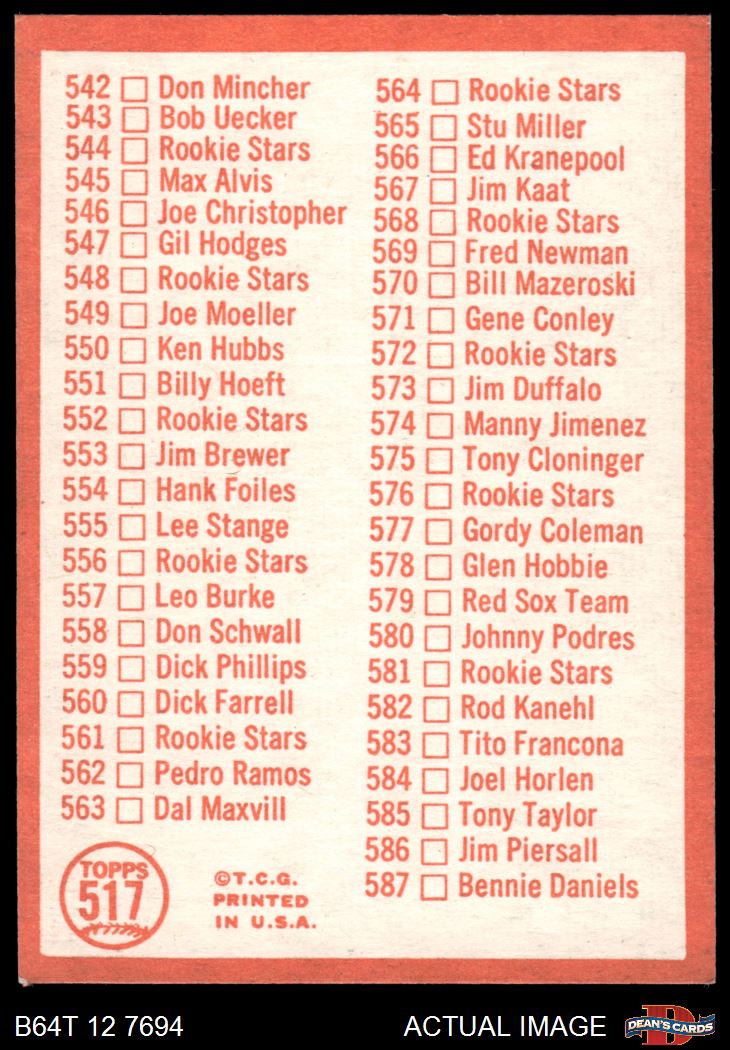 542 Don Mincher
543 Bob Uecker
544 Rookie Stars
545 Max Alvis
546 Joe Christopher
547 Gil Hodges
548 Rookie Stars
549 Joe Moeller
550 Ken Hubbs
551 Billy Hoeft
552 Rookie Stars
553 Jim Brewer
554 Hank Foiles
555 Lee Stange
556 Rookie Stars
557 Leo Burke
558 Don Schwall
559 Dick Phillips
560 Dick Farrell
561 Rookie Stars
562 Pedro Ramos
563 Dal Maxvill
564 Rookie Stars
565 Stu Miller
566 Ed Kranepool
567 Jim Kaat
568 Rookie Stars
569 Fred Newman
570 Bill Mazeroski
571 Gene Conley
572 Rookie Stars
573 Jim Duffalo
574 Manny Jimenez
575 Tony Cloninger
576 Rookie Stars
577 Gordy Coleman
578 Glen Hobbie
579 Red Sox Team
580 Johnny Podres
581 Rookie Stars
582 Rod Kanehl
583 Tito Francona
584 Joel Horlen
585 Tony Taylor
586 Jim Piersall
587 Bennie Daniels
TOPPS
517
©T.C.G.
PRINTED
IN U.S.A.
B64T 12 7694
ACTUAL IMAGE
D
DEAN'S CARDS